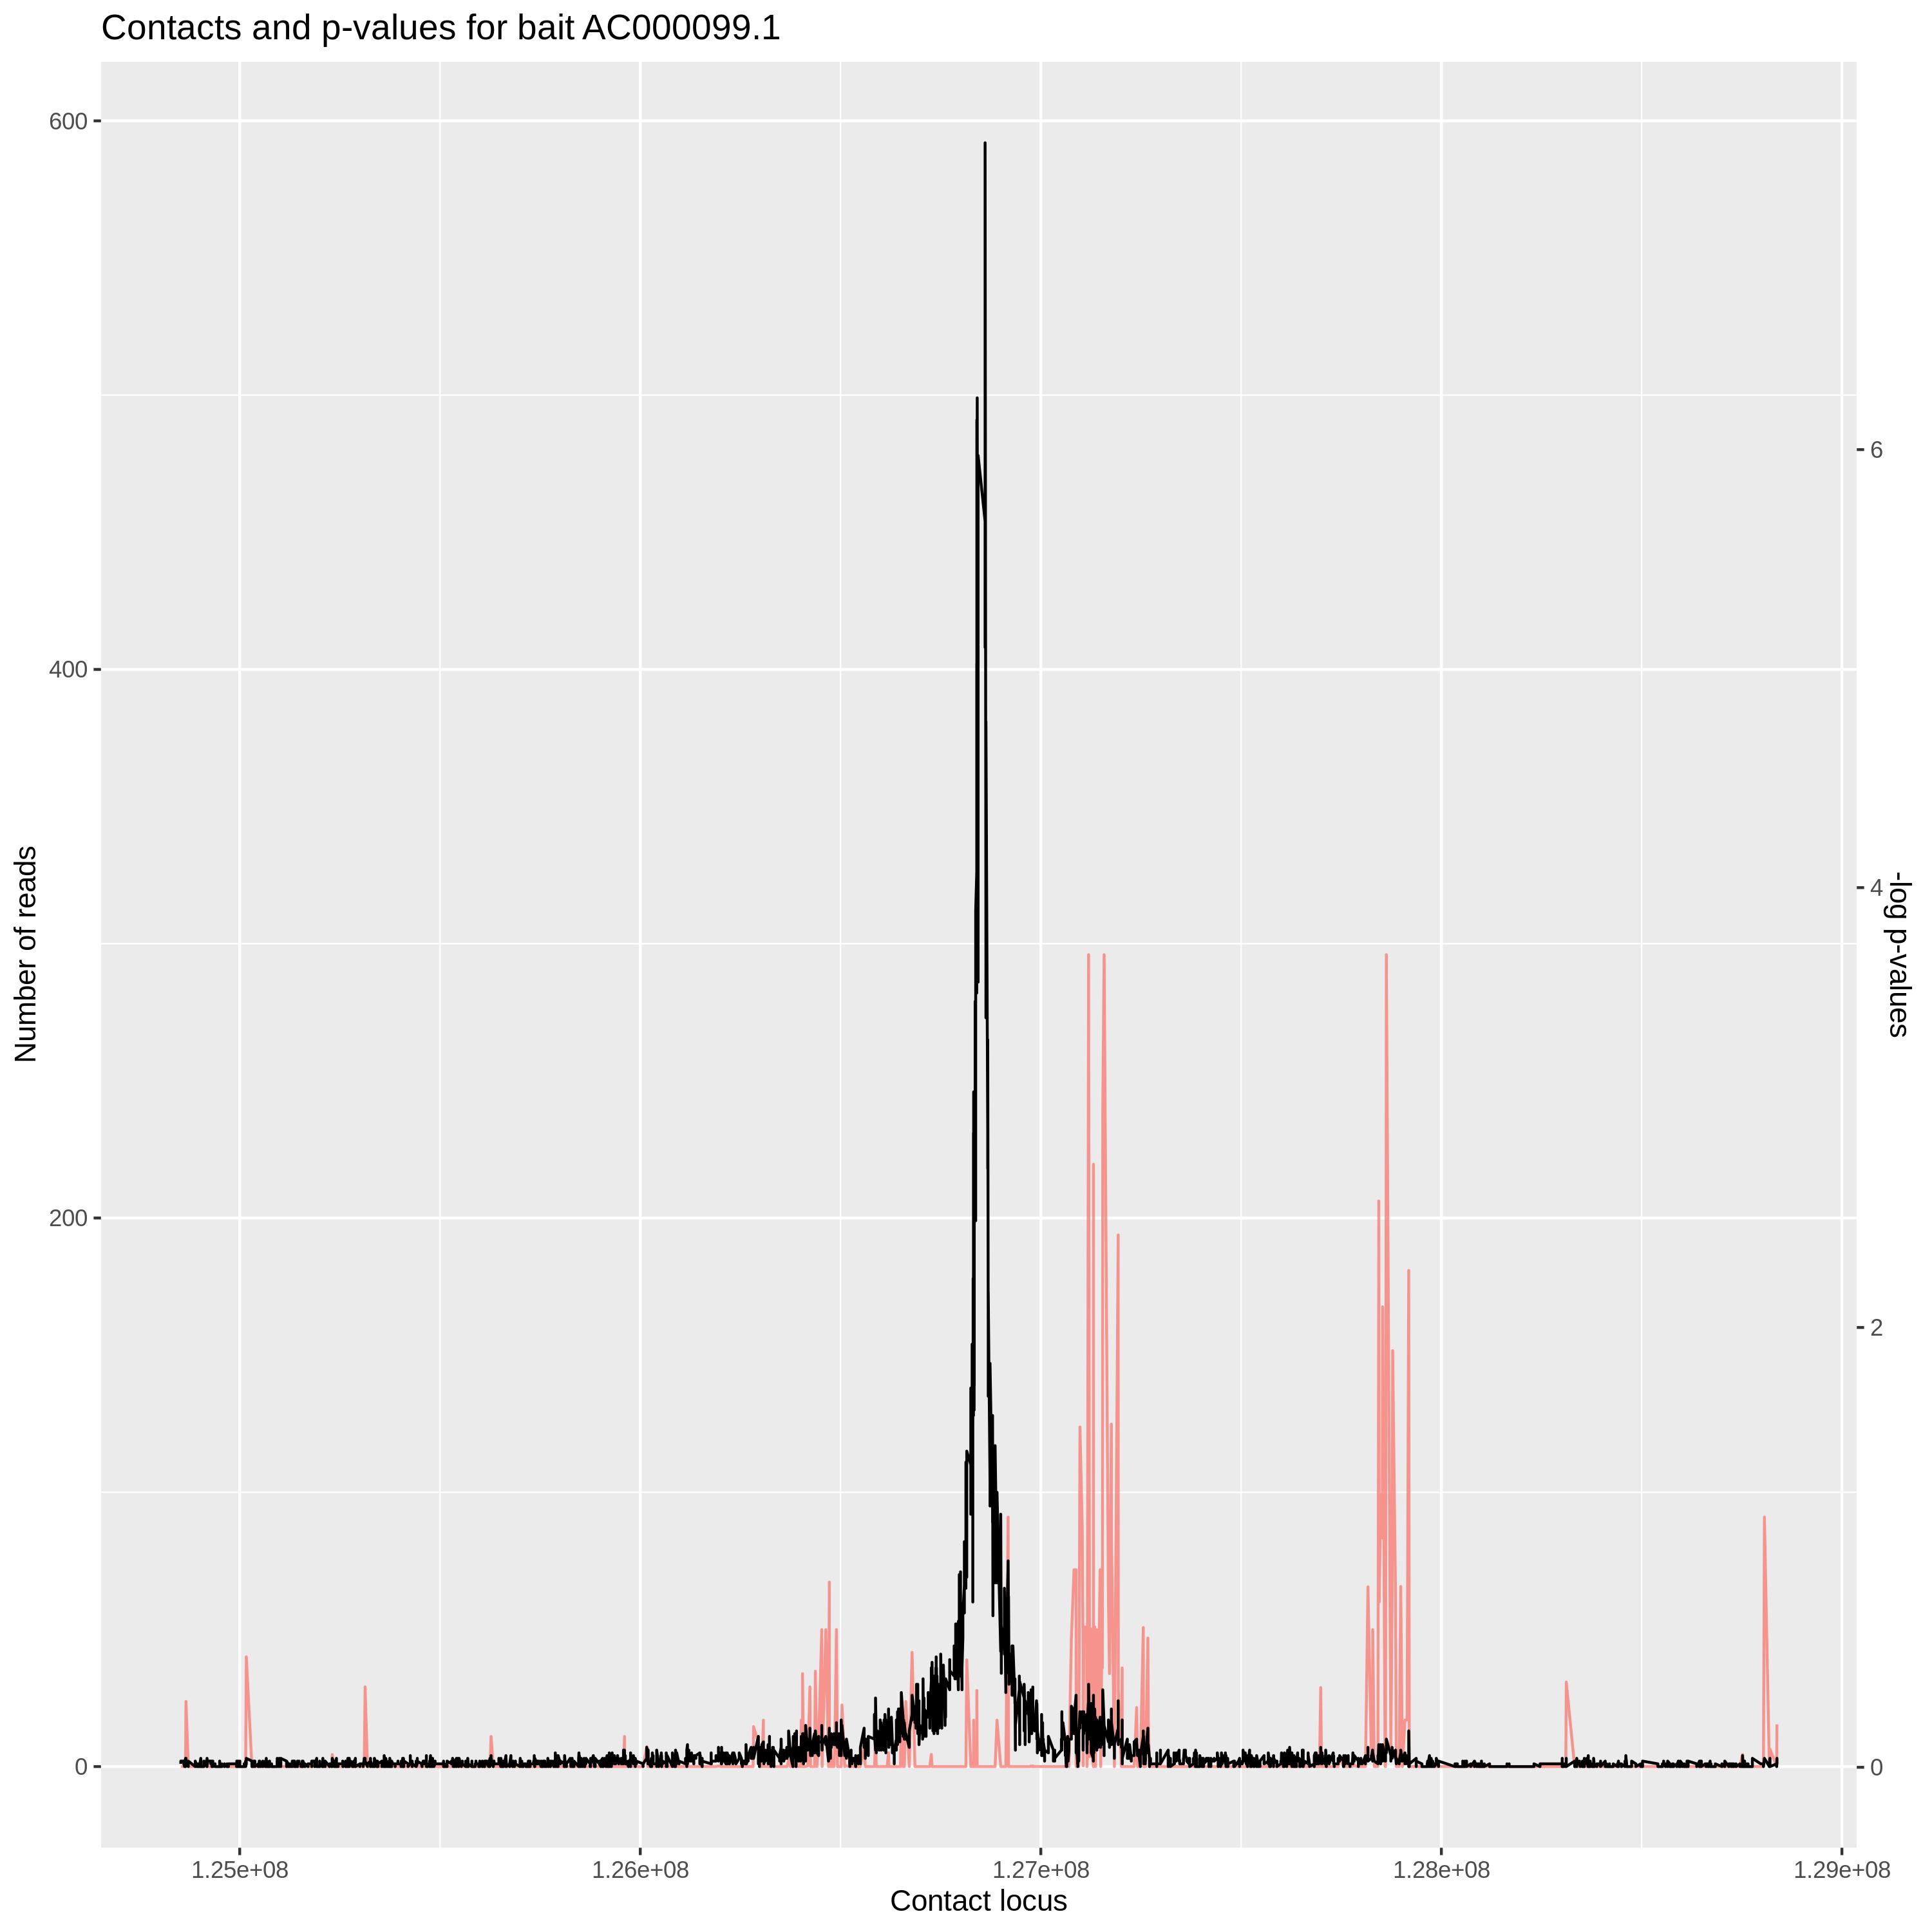 Contacts and p-values for bait AC000099.1
600
400
200
0
Number of reads
6
4
2
0
-log p-values
1.25e+08 1.26e+08 1.27e+08 1.28e+08 1.29e+08
Contact locus